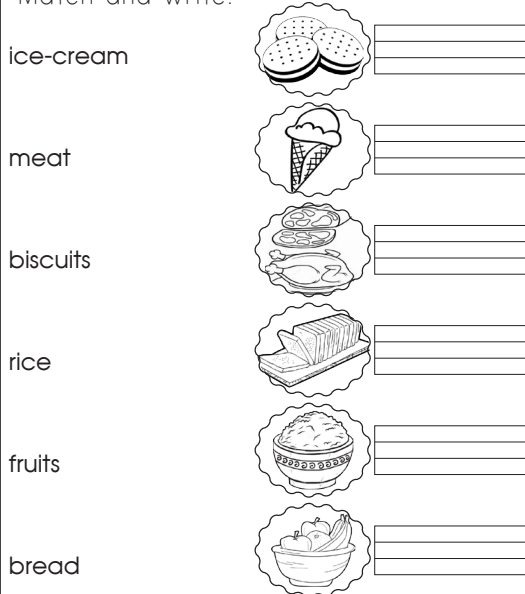 Match and write.
ice-cream
meat
biscuits
rice
fruits
bread